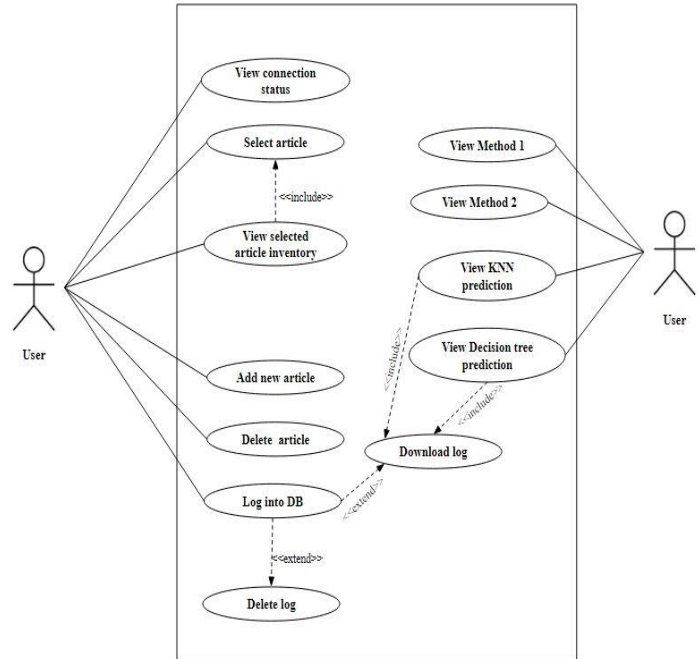 View connection
status
Select article
<<include>>
View selected
article inventory
User
Add new article
Delete article
Log into DB
<<extend>>
Delete log
View Method 1
View Method 2
View KNN
prediction
User
<<include>>
View Decision tree
prediction
<<include>>
Download log
<<extend>>